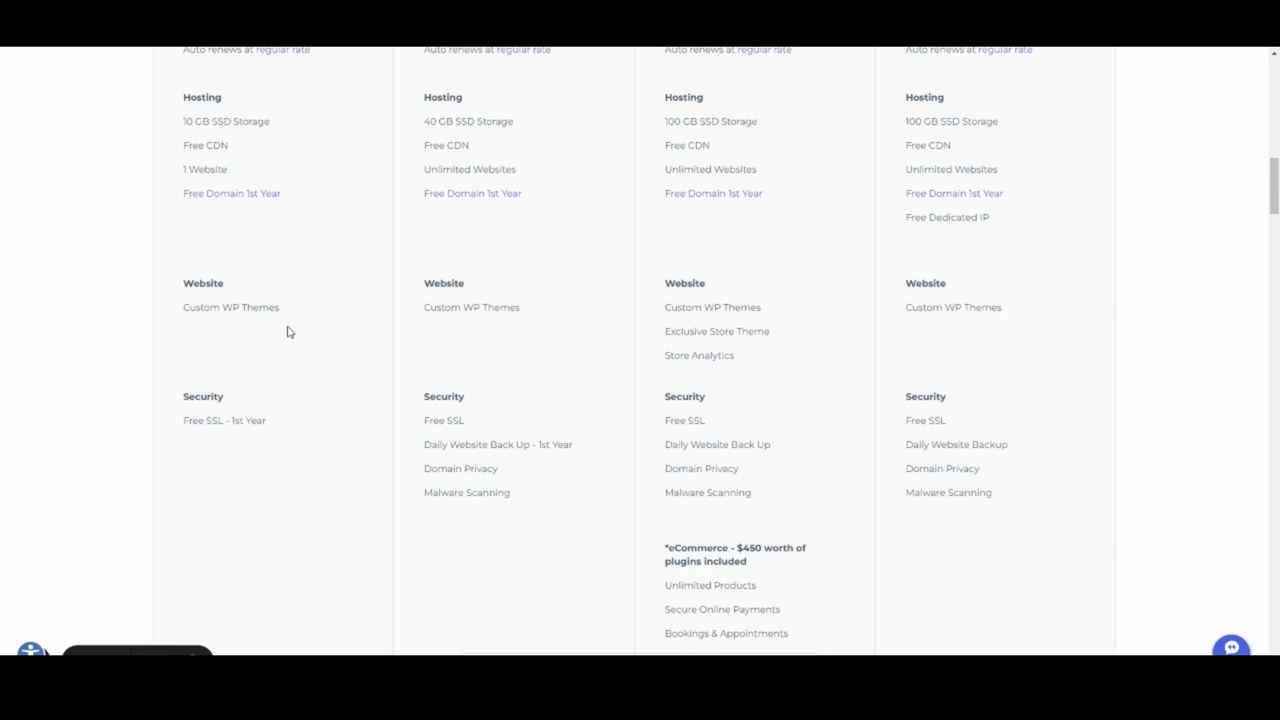 Auto renews at regular rate
Hosting
10 GB SSD Storage
Free CDN
1 Website
Free Domain 1st Year
Website
Custom WP Themes
Security
Free SSL - 1st Year
Auto renews at regular rate
Hosting
40 GB SSD Storage
Free CDN
Unlimited Websites
Free Domain 1st Year
Website
Custom WP Themes
Security
Free SSL
Daily Website Back Up - 1st Year
Domain Privacy
Malware Scanning
Auto renews at regular rate
Hosting
100 GB SSD Storage
Free CDN
Unlimited Websites
Free Domain 1st Year
Website
Custom WP Themes
Exclusive Store Theme
Store Analytics
Security
Free SSL
Daily Website Back Up
Domain Privacy
Malware Scanning
*eCommerce - $450 worth of
plugins included
Unlimited Products
Secure Online Payments
Bookings & Appointments
Auto renews at regular rate
Hosting
100 GB SSD Storage
Free CDN
Unlimited Websites
Free Domain 1st Year
Free Dedicated IP
Website
Custom WP Themes
Security
Free SSL
Daily Website Backup
Domain Privacy
Malware Scanning